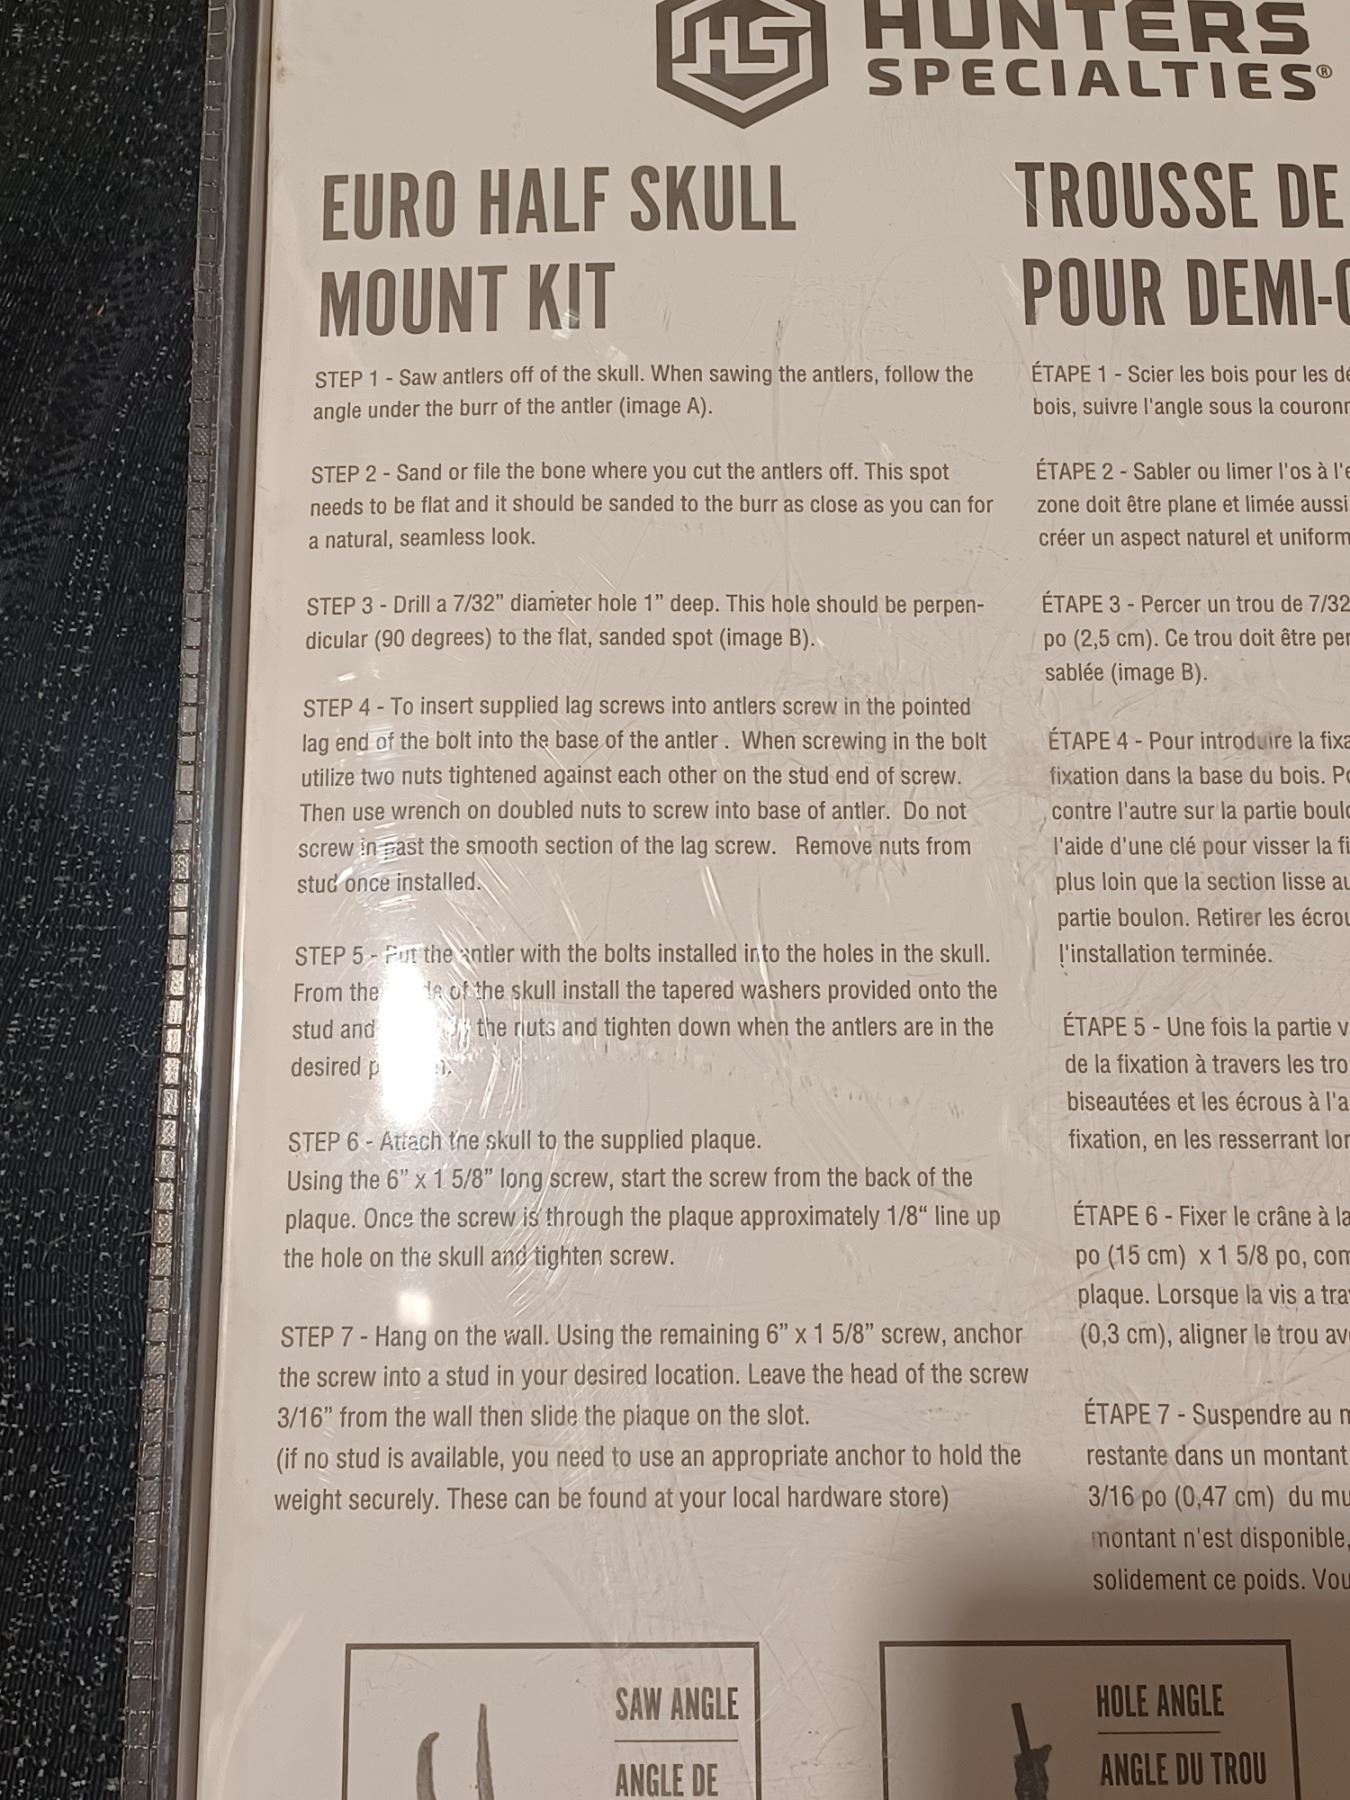 HG
HUNTERS
SPECIALTIES®
EURO HALF SKULL
MOUNT KIT
STEP 1 - Saw antlers off of the skull. When sawing the antlers, follow the
angle under the burr of the antler (image A).
STEP 2 - Sand or file the bone where you cut the antlers off. This spot
needs to be flat and it should be sanded to the burr as close as you can for
a natural, seamless look.
STEP 3 - Drill a 7/32” diameter hole 1” deep. This hole should be perpen-
dicular (90 degrees) to the flat, sanded spot (image B).
STEP 4 - To insert supplied lag screws into antlers screw in the pointed
lag end of the bolt into the base of the antler . When screwing in the bolt
utilize two nuts tightened against each other on the stud end of screw.
Then use wrench on doubled nuts to screw into base of antler. Do not
screw in past the smooth section of the lag screw. Remove nuts from
stud once installed.
STEP 5 - Put the antler with the bolts installed into the holes in the skull.
From the of the skull install the tapered washers provided onto the
stud and the nuts and tighten down when the antlers are in the
desired
STEP 6 - Attach the skull to the supplied plaque.
Using the 6” x 1 5/8” long screw, start the screw from the back of the
plaque. Once the screw is through the plaque approximately 1/8“ line up
the hole on the skull and tighten screw.
STEP 7 - Hang on the wall. Using the remaining 6” x 1 5/8” screw, anchor
the screw into a stud in your desired location. Leave the head of the screw
3/16” from the wall then slide the plaque on the slot.
(if no stud is available, you need to use an appropriate anchor to hold the
weight securely. These can be found at your local hardware store)
TROUSSE DE
POUR DEMI-
ÉTAPE 1 - Scier les bois pour les
bois, suivre l'angle sous la
ÉTAPE 2 - Sabler ou limer l'os à
zone doit être plane et limée aussi
créer un aspect naturel et
ÉTAPE 3 - Percer un trou de 7/32
po (2,5 cm). Ce trou doit être
sablée (image B).
ÉTAPE 4 - Pour introduire la
fixation dans la base du bois.
contre l'autre sur la partie
l'aide d'une clé pour visser la
plus loin que la section lisse
partie boulon. Retirer les
l'installation terminée.
ÉTAPE 5 - Une fois la partie
de la fixation à travers les
biseautées et les écrous à
fixation, en les resserrant
ÉTAPE 6 - Fixer le crâne à
po (15 cm) x 1 5/8 po,
plaque. Lorsque la vis a
(0,3 cm), aligner le trou
ÉTAPE 7 - Suspendre au
restante dans un montant
3/16 po (0,47 cm) du
montant n'est disponible,
solidement ce poids.
SAW ANGLE
ANGLE DE
HOLE ANGLE
ANGLE DU TROU